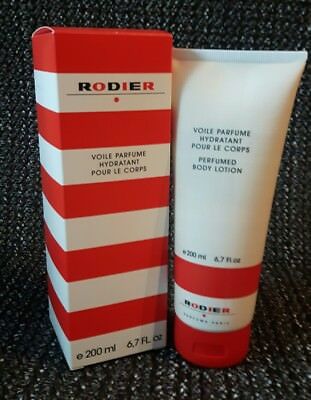 RODIER
VOILE PARFUME
HYDRATANT
POUR LE CORPS
℮ 200 ml 6,7 Fl. oz
VOILE PARFUME
HYDRATANT
POUR LE CORPS
PERFUMED
BODY LOTION
℮ 200 ml 6,7 Fl. oz
RODIER
PARFUMS PARIS